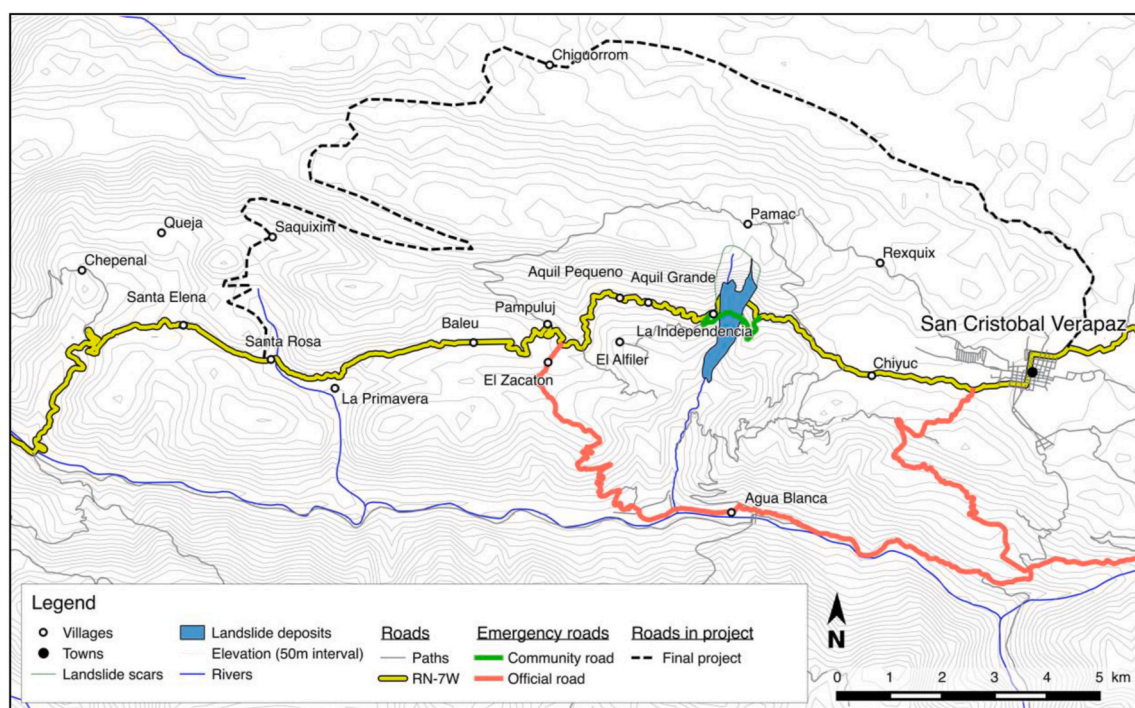 Chiguorrom
Pamac
Queja
Saquixim
Rexquix
Chepenal
Aquil Pequeno
Aquil Grande
Santa Elena
Pampuluj
San Cristobal Verapaz
Baleu
La Independencia
Santa Rosa
El Alfiler
Chiyuc
El Zacaton
La Primavera
Agua Blanca
Legend
Villages
Towns
Landslide scars
Landslide deposits
Elevation (50m interval)
Rivers
Roads
Paths
RN-7W
Emergency roads
Community road
Official road
Roads in project
Final project
N
0 1 2 3 4 5 km